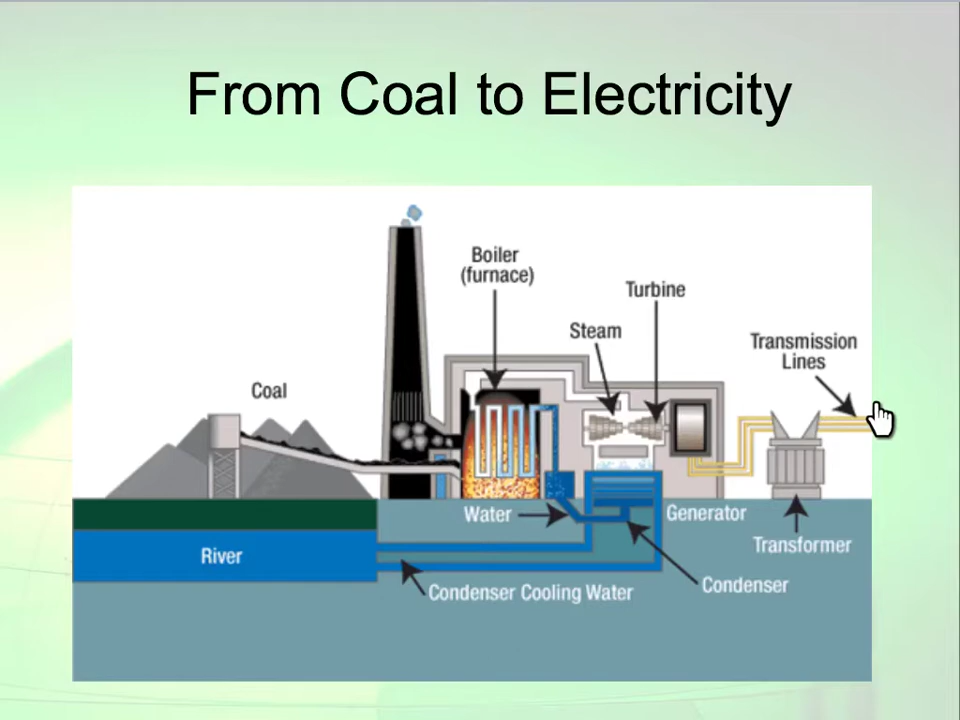 From Coal to Electricity
Boiler
(furnace)
Turbine
Steam
Transmission
Lines
Coal
Water
Generator
River
Transformer
Condenser
Condenser Cooling Water